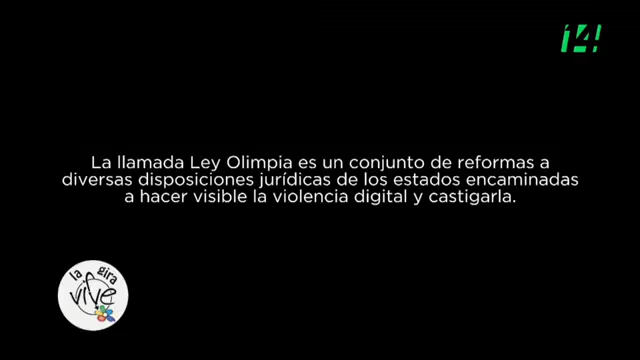 14!
La llamada Ley Olimpia es un conjunto de reformas a
diversas disposiciones jurídicas de los estados encaminadas
a hacer visible la violencia digital y castigarla.
la gira
vive